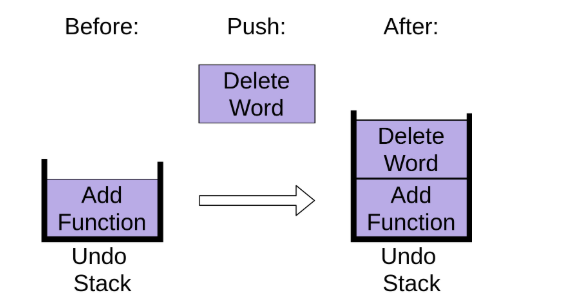 Before:
Push:
After:
Delete
Word
Delete
Word
Add
Function
Add
Function
Undo
Stack
Undo
Stack